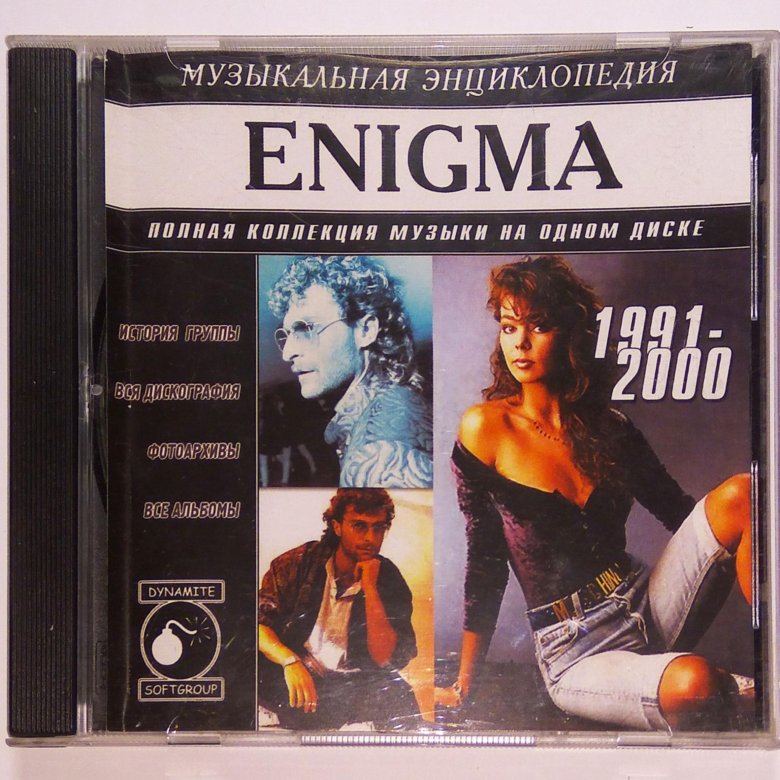 МУЗЫКАЛЬНАЯ ЭНЦИКЛОПЕДИЯ
ENIGMA
ПОЛНАЯ КОЛЛЕКЦИЯ МУЗЫКИ НА ОДНОМ ДИСКЕ
1991-
2000
ИСТОРИЯ ГРУППЫ
ВСЯ ДИСКОГРАФИЯ
ФОТОАРХИВЫ
ВСЕ АЛЬБОМЫ
DYNAMITE
SOFTGROUP